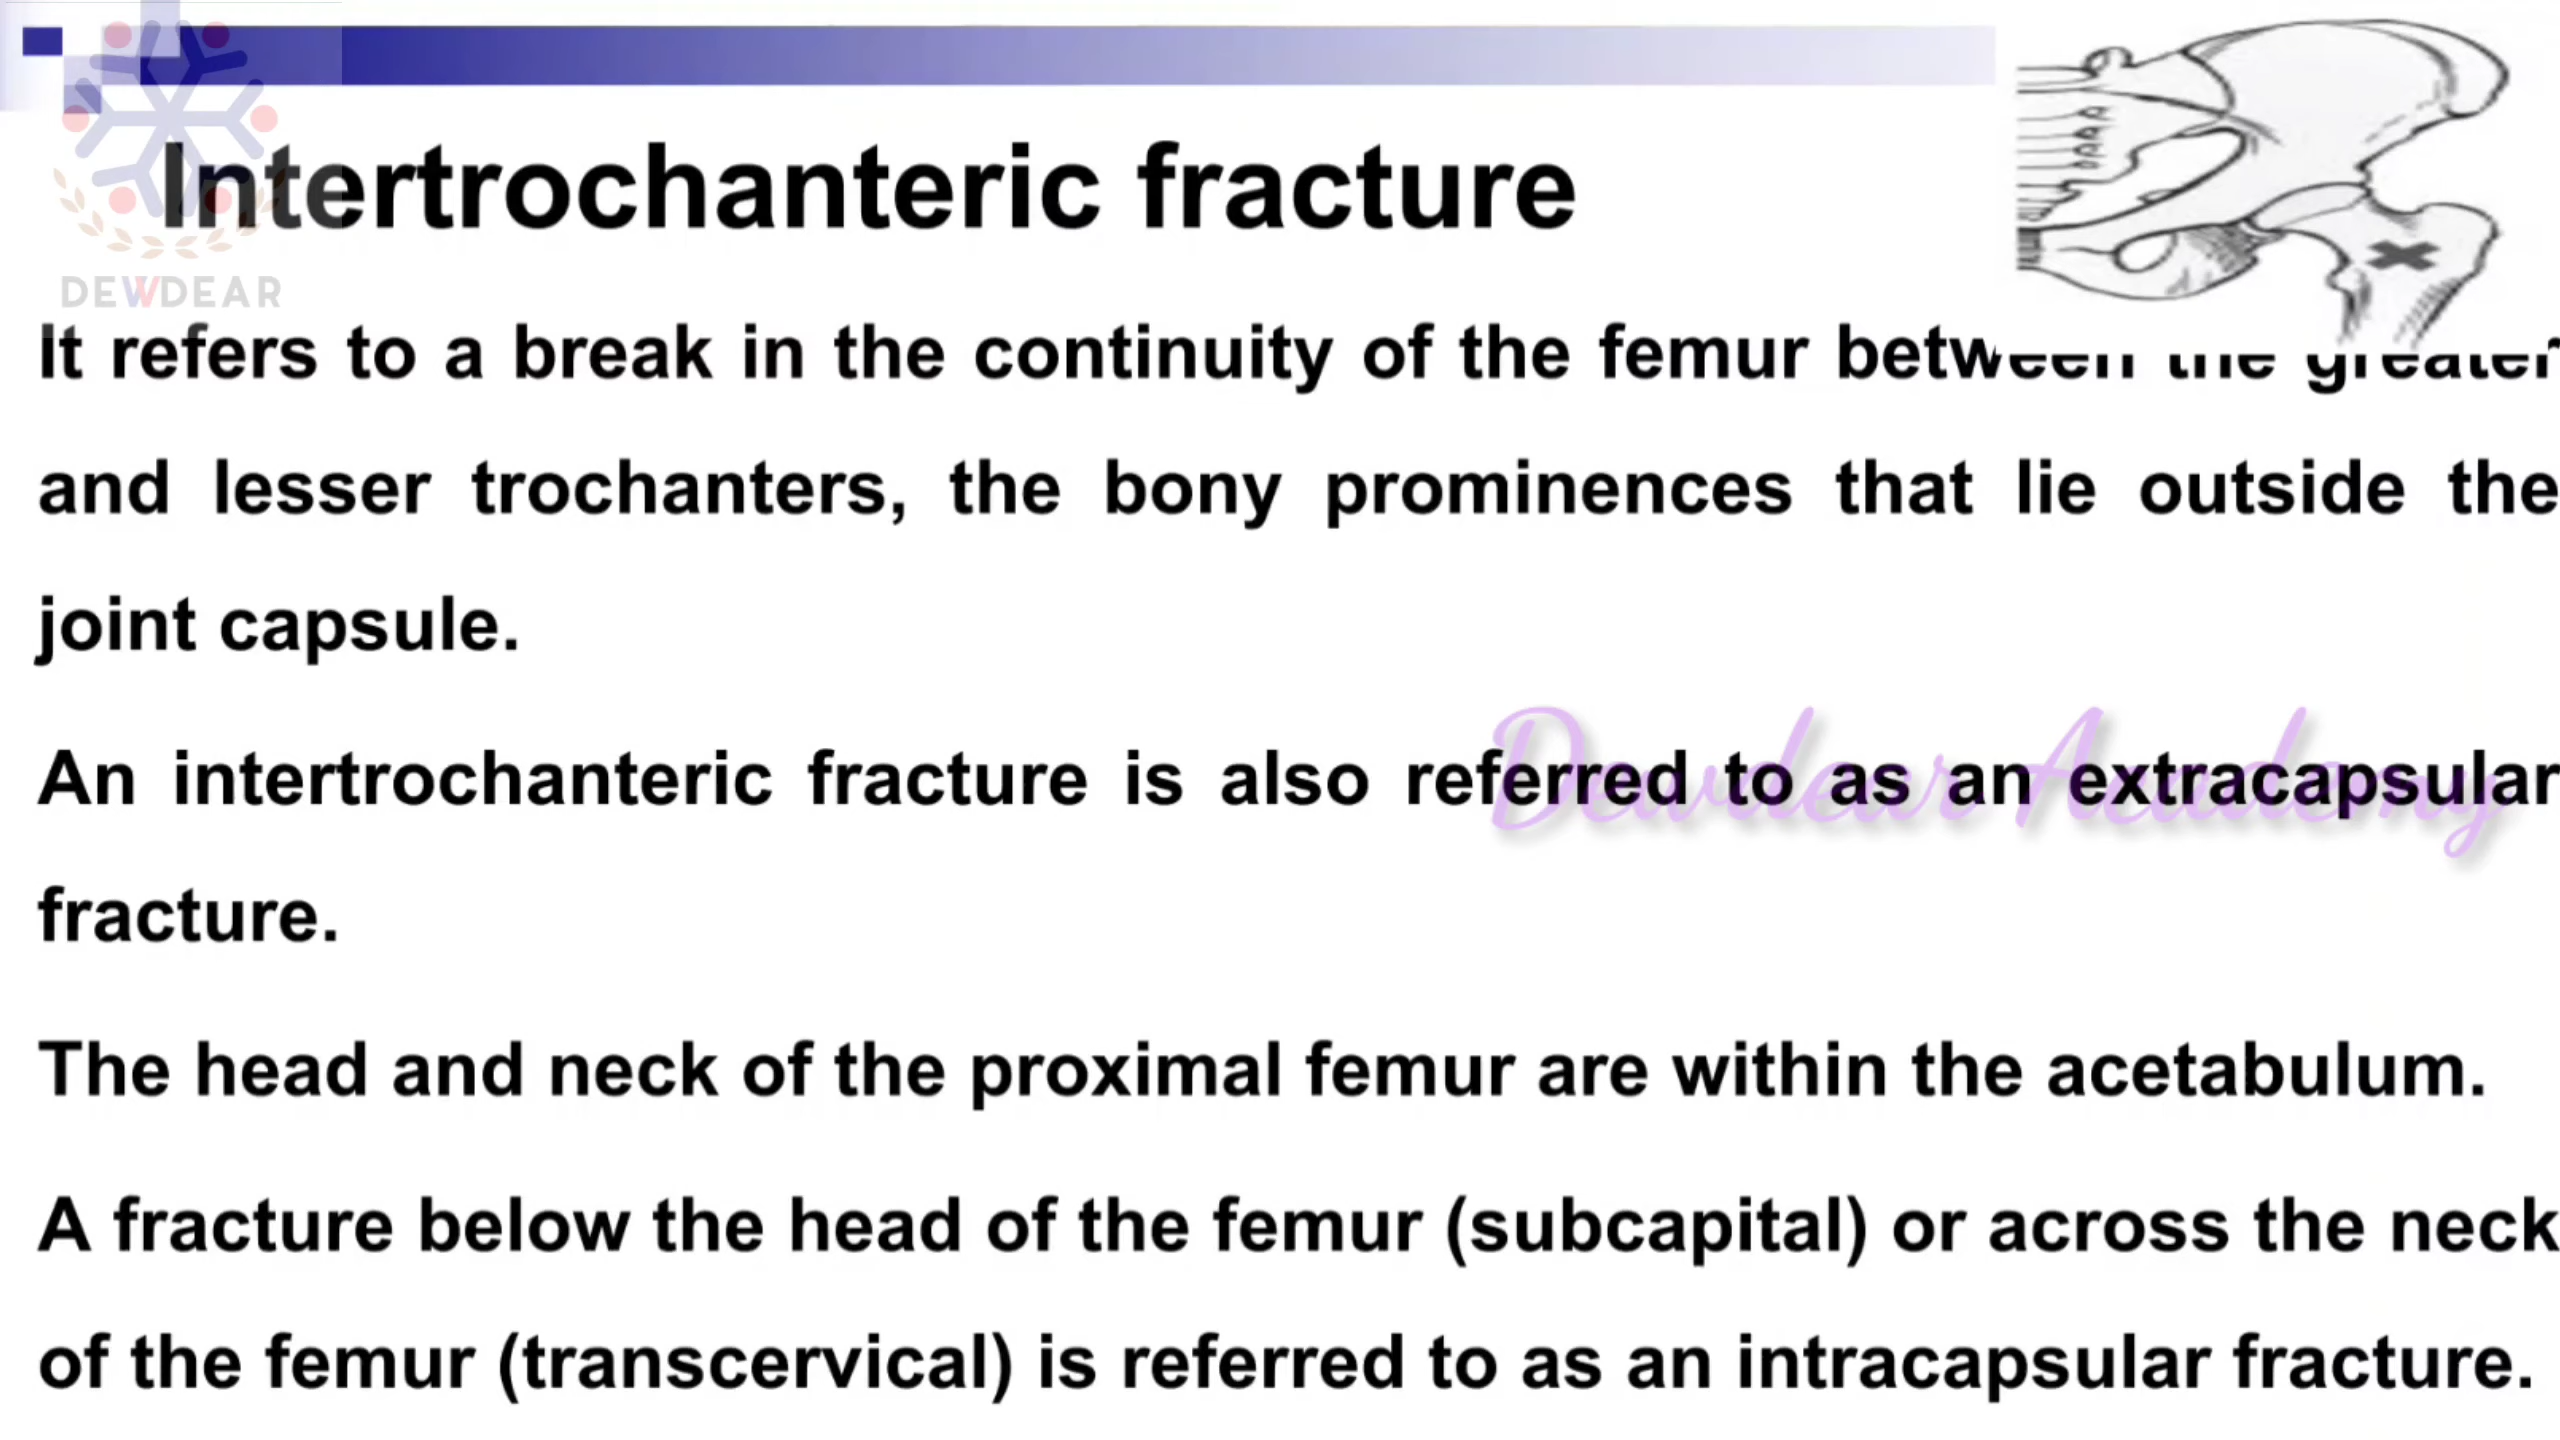 Intertrochanteric fracture
DEWDEAR
It refers to a break in the continuity of the femur between the greater
and lesser trochanters, the bony prominences that lie outside the
joint capsule.
Dewdear Academy
An intertrochanteric fracture is also referred to as an extracapsular
fracture.
The head and neck of the proximal femur are within the acetabulum.
A fracture below the head of the femur (subcapital) or across the neck
of the femur (transcervical) is referred to as an intracapsular fracture.